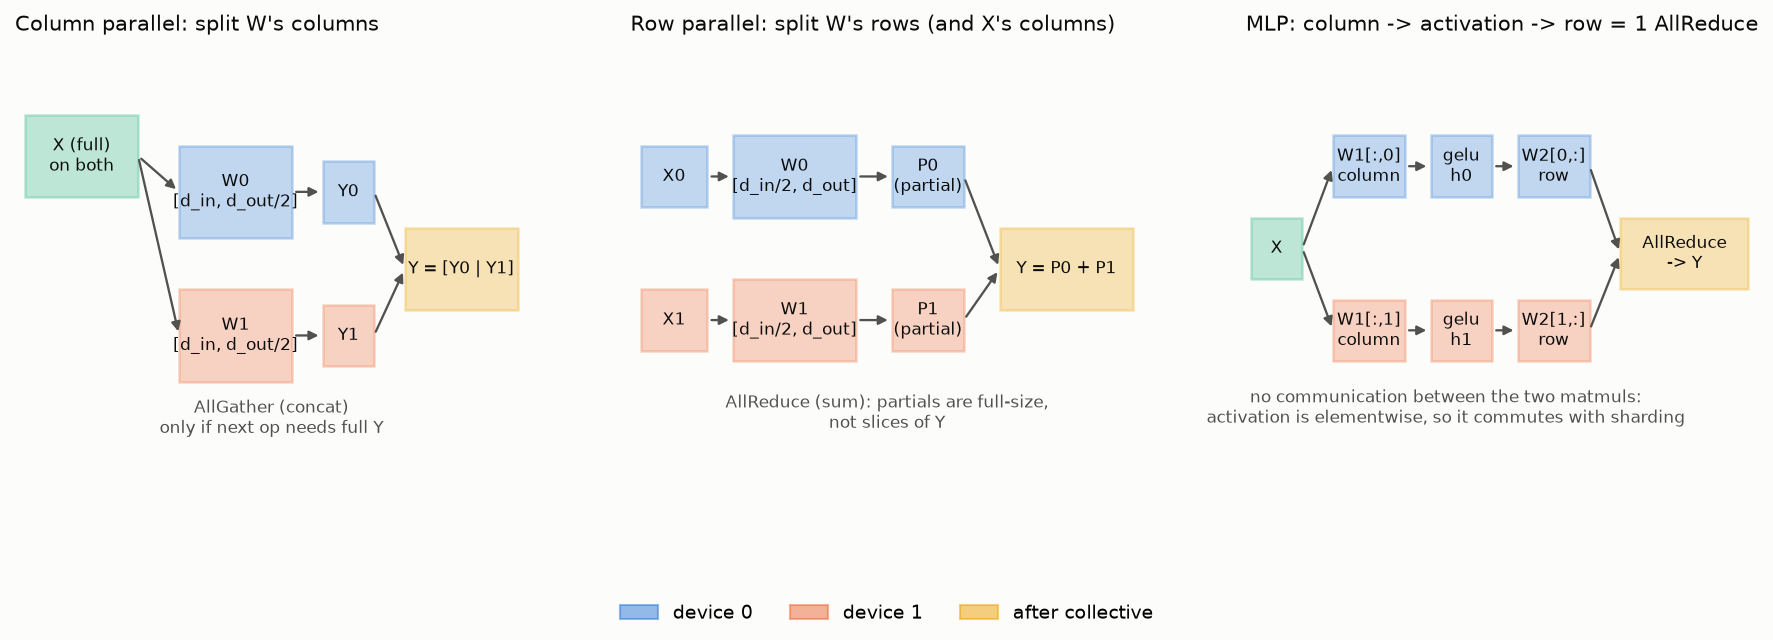 Column parallel: split W's columns
X (full)
on both
W0
[d_in, d_out/2]
Y0
W1
[d_in, d_out/2]
Y1
Y = [Y0 | Y1]
AllGather (concat)
only if next op needs full Y
Row parallel: split W's rows (and X's columns)
X0
W0
[d_in/2, d_out]
P0
(partial)
X1
W1
[d_in/2, d_out]
P1
(partial)
Y = P0 + P1
AllReduce (sum): partials are full-size,
not slices of Y
MLP: column -> activation -> row = 1 AllReduce
X
W1[:,0]
column
gelu
h0
W2[0,:]
row
W1[:,1]
column
gelu
h1
W2[1,:]
row
AllReduce
-> Y
no communication between the two matmuls:
activation is elementwise, so it commutes with sharding
device 0
device 1
after collective